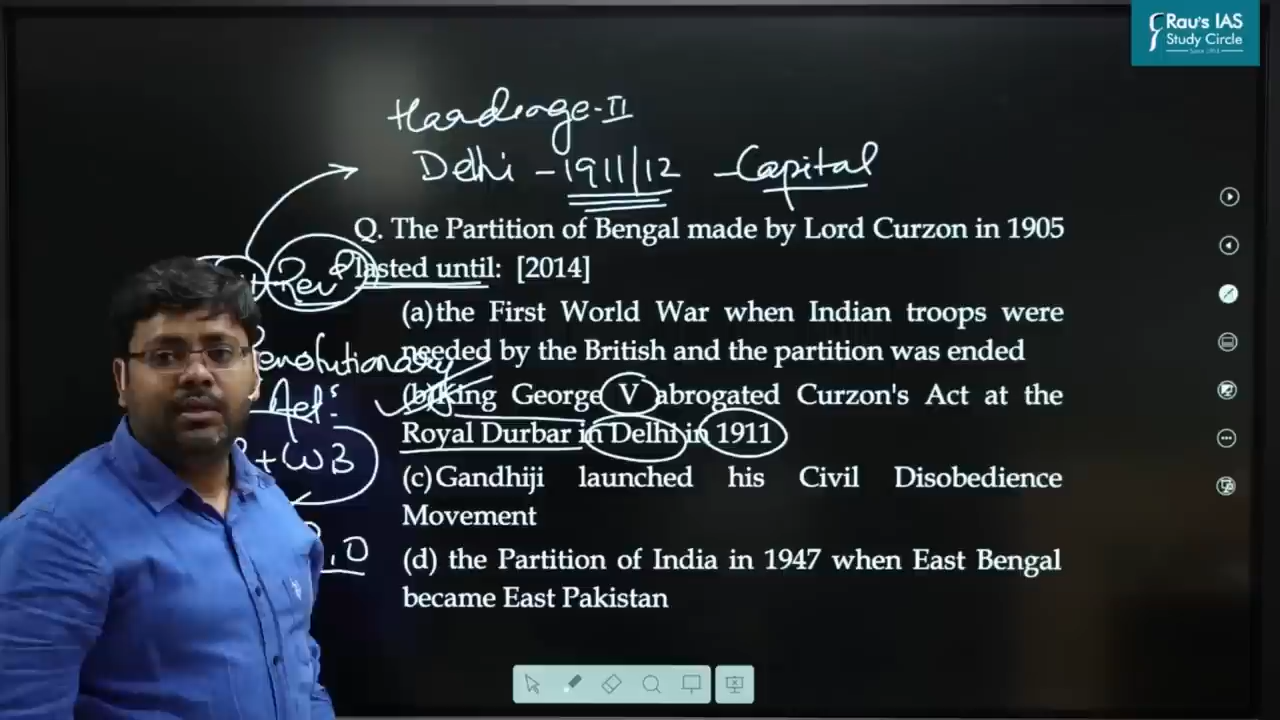 Rau's IAS
Study Circle
Since 1953
Hardinge-II
Delhi - 1911/12 - Capital
Q. The Partition of Bengal made by Lord Curzon in 1905
lasted until: [2014]
Rev
(a) the First World War when Indian troops were
needed by the British and the partition was ended
(b) King George V abrogated Curzon's Act at the
Royal Durbar in Delhi in 1911
+ WB
(c) Gandhiji launched his Civil Disobedience
Movement
, O
(d) the Partition of India in 1947 when East Bengal
became East Pakistan